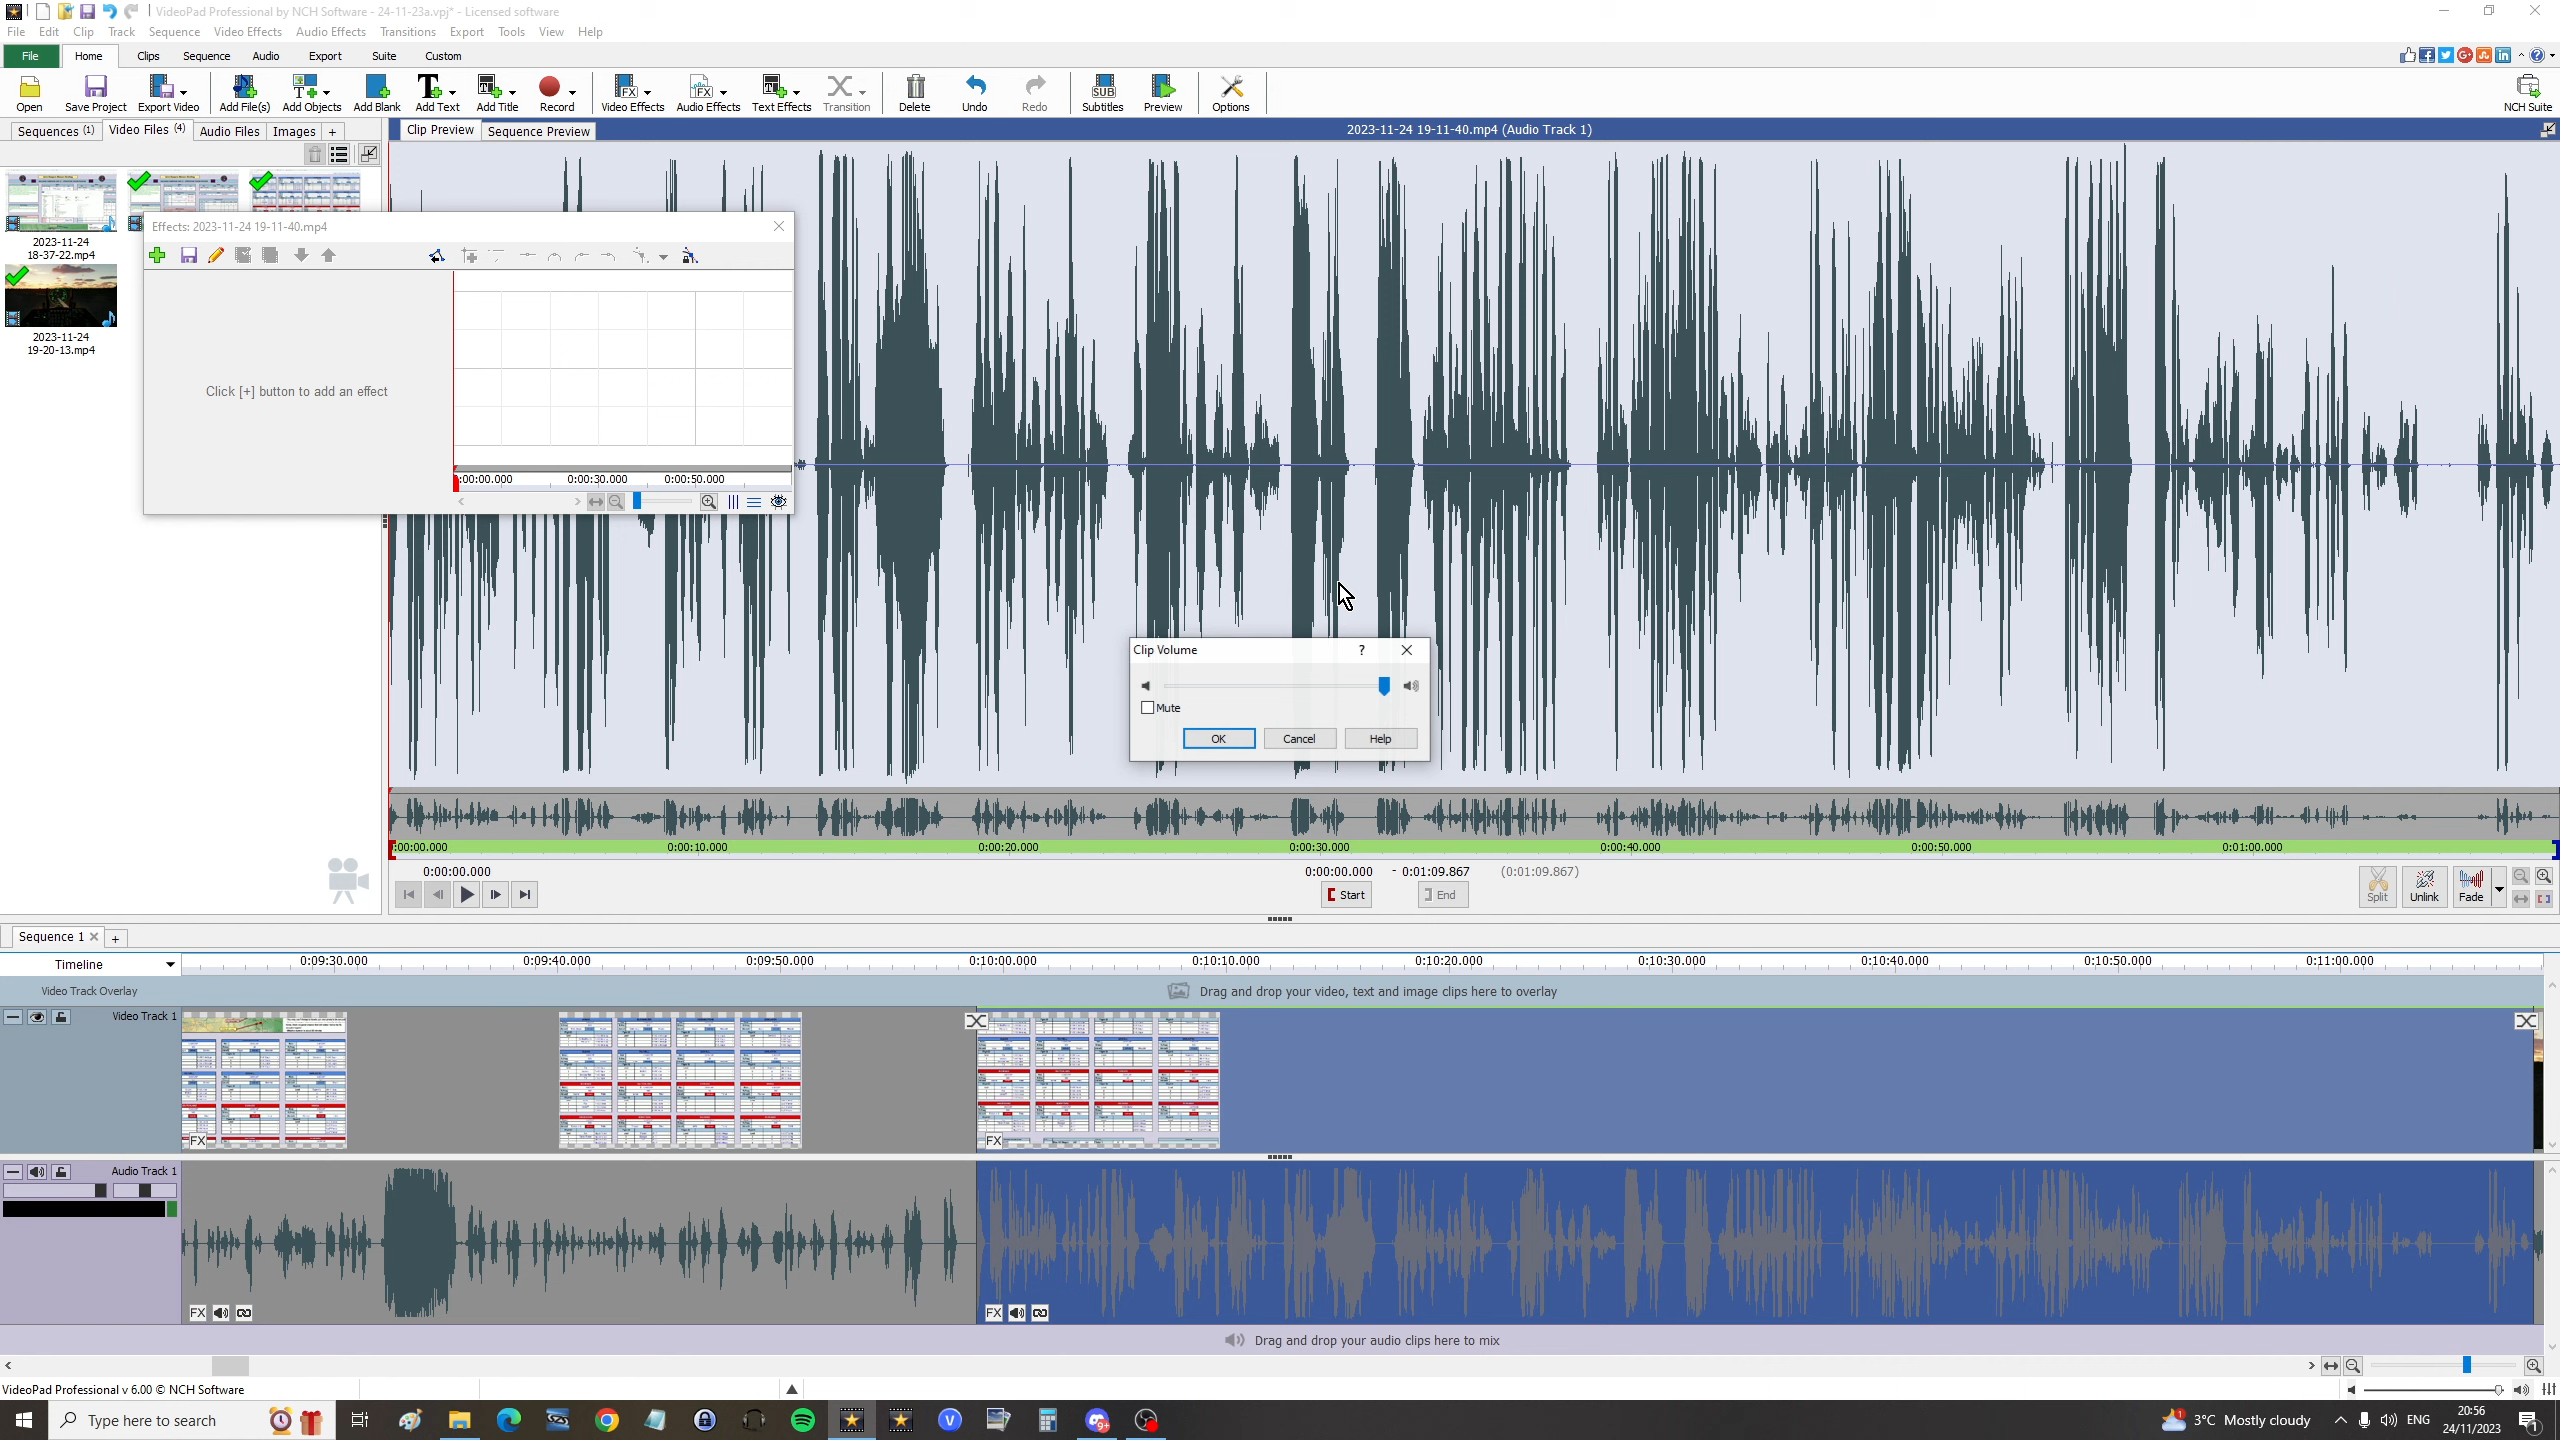 VideoPad Professional by NCH Software - 24-11-23a.vpj* - Licensed software
File Edit Clip Track Sequence Video Effects Audio Effects Transitions Export Tools View Help
File Home Clips Sequence Audio Export Suite Custom
Open Save Project Export Video Add File(s) Add Objects Add Blank Add Text Add Title Record Video Effects Audio Effects Text Effects Transition Delete Undo Redo Subtitles Preview Options NCH Suite
Sequences (1) Video Files (4) Audio Files Images +
Clip Preview Sequence Preview 2023-11-24 19-11-40.mp4 (Audio Track 1)
2023-11-24
18-37-22.mp4
2023-11-24
19-20-13.mp4
Effects: 2023-11-24 19-11-40.mp4
Click [+] button to add an effect
:00:00.000 0:00:30.000 0:00:50.000
Clip Volume ?
Mute
OK Cancel Help
:00:00.000 0:00:10.000 0:00:20.000 0:00:30.000 0:00:40.000 0:00:50.000 0:01:00.000
0:00:00.000 0:00:00.000 - 0:01:09.867 (0:01:09.867)
Start End
Split Unlink Fade
Sequence 1 +
Timeline 0:09:30.000 0:09:40.000 0:09:50.000 0:10:00.000 0:10:10.000 0:10:20.000 0:10:30.000 0:10:40.000 0:10:50.000 0:11:00.000
Video Track Overlay Drag and drop your video, text and image clips here to overlay
Video Track 1
FX FX
Audio Track 1
FX FX
Drag and drop your audio clips here to mix
VideoPad Professional v 6.00 © NCH Software
Type here to search
3°C Mostly cloudy ENG 20:56
24/11/2023